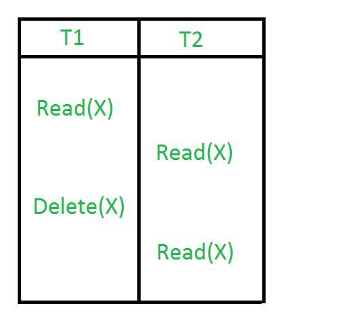 T1 T2
Read(X)
Read(X)
Delete(X)
Read(X)